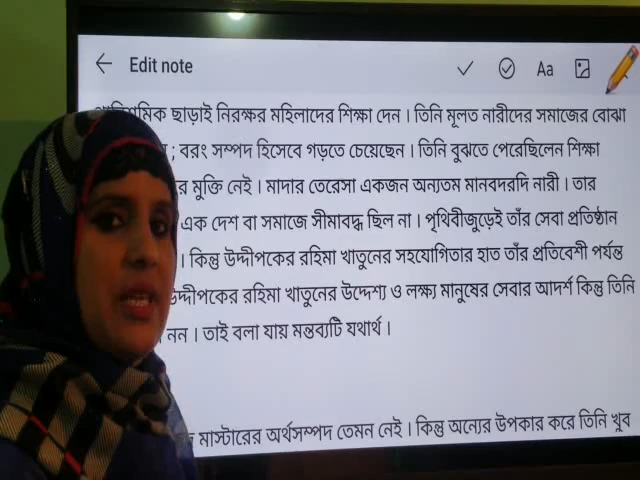 Edit note
Aa
ছাড়াই নিরক্ষর মহিলাদের শিক্ষা দেন । তিনি মূলত নারীদের সমাজের বোঝা
; বরং সম্পদ হিসেবে গড়তে চেয়েছেন । তিনি বুঝতে পেরেছিলেন শিক্ষা
মুক্তি নেই । মাদার তেরেসা একজন অন্যতম মানবদরদি নারী । তার
এক দেশ বা সমাজে সীমাবদ্ধ ছিল না । পৃথিবীজুড়েই তাঁর সেবা প্রতিষ্ঠান
। কিন্তু উদ্দীপকের রহিমা খাতুনের সহযোগিতার হাত তাঁর প্রতিবেশী পর্যন্ত
উদ্দীপকের রহিমা খাতুনের উদ্দেশ্য ও লক্ষ্য মানুষের সেবার আদর্শ কিন্তু তিনি
নন । তাই বলা যায় মন্তব্যটি যথার্থ ।
মাস্টারের অর্থসম্পদ তেমন নেই । কিন্তু অন্যের উপকার করে তিনি খুব